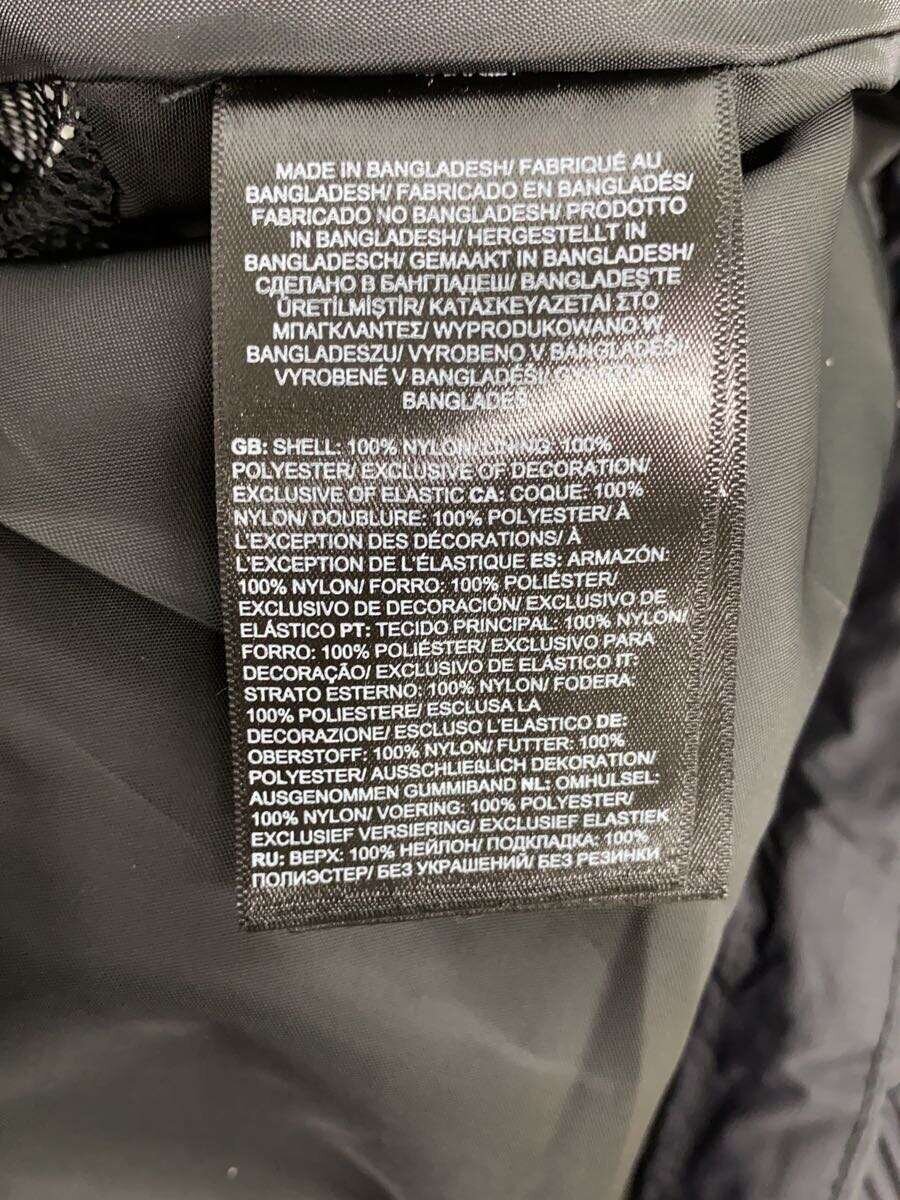 MADE IN BANGLADESH/ FABRIQUÉ AU
BANGLADESH/ FABRICADO EN BANGLADÉS/
FABRICADO NO BANGLADESH/ PRODOTTO
IN BANGLADESH/ HERGESTELLT IN
BANGLADESCH/ GEMAAKT IN BANGLADESH/
СДЕЛАНО В БАНГЛАДЕШ/ BANGLADEŞ'TE
ÜRETİLMİŞTİR/ ΚΑΤΑΣΚΕΥΑΖΕΤΑΙ ΣΤΟ
ΜΠΑΓΚΛΑΝΤΕΣ/ WYPRODUKOWANO W
BANGLADESZU/ VYROBENO V BANGLADÉŠI/
VYROBENÉ V
BANGLADES
GB: SHELL: 100% NYLON/ LINING: 100%
POLYESTER/ EXCLUSIVE OF DECORATION/
EXCLUSIVE OF ELASTIC CA: COQUE: 100%
NYLON/ DOUBLURE: 100% POLYESTER/ À
L'EXCEPTION DES DÉCORATIONS/ À
L'EXCEPTION DE L'ÉLASTIQUE ES: ARMAZÓN:
100% NYLON/ FORRO: 100% POLIÉSTER/
EXCLUSIVO DE DECORACIÓN/ EXCLUSIVO DE
ELÁSTICO PT: TECIDO PRINCIPAL: 100% NYLON/
FORRO: 100% POLIÉSTER/ EXCLUSIVO PARA
DECORAÇÃO/ EXCLUSIVO DE ELÁSTICO IT:
STRATO ESTERNO: 100% NYLON/ FODERA:
100% POLIESTERE/ ESCLUSA LA
DECORAZIONE/ ESCLUSO L'ELASTICO DE:
OBERSTOFF: 100% NYLON/ FUTTER: 100%
POLYESTER/ AUSSCHLIEẞLICH DEKORATION/
AUSGENOMMEN GUMMIBAND NL: OMHULSEL:
100% NYLON/ VOERING: 100% POLYESTER/
EXCLUSIEF VERSIERING/ EXCLUSIEF ELASTIEK
RU: ВЕРХ: 100% НЕЙЛОН/ ПОДКЛАДКА: 100%
ПОЛИЭСТЕР/ БЕЗ УКРАШЕНИЙ/ БЕЗ РЕЗИНКИ